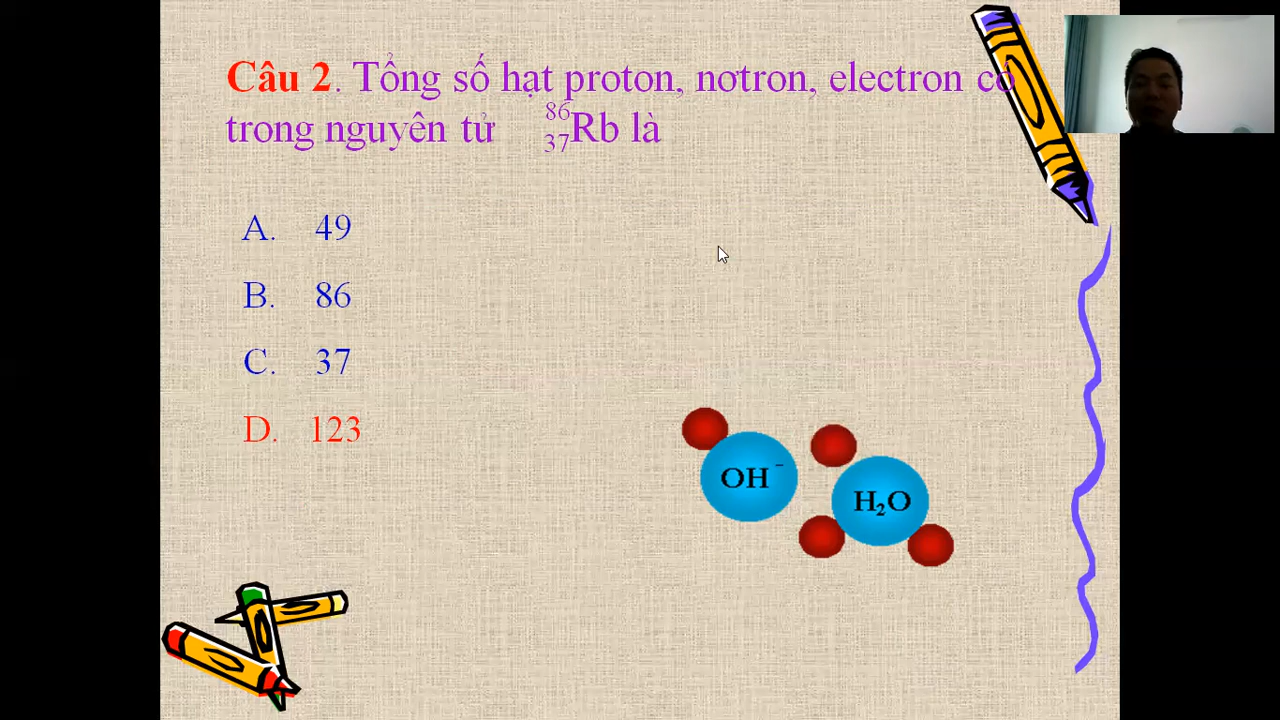 Câu 2. Tổng số hạt proton, nơtron, electron có
trong nguyên tử ⁸⁶₃₇Rb là
A. 49
B. 86
C. 37
D. 123
OH⁻
H₂O